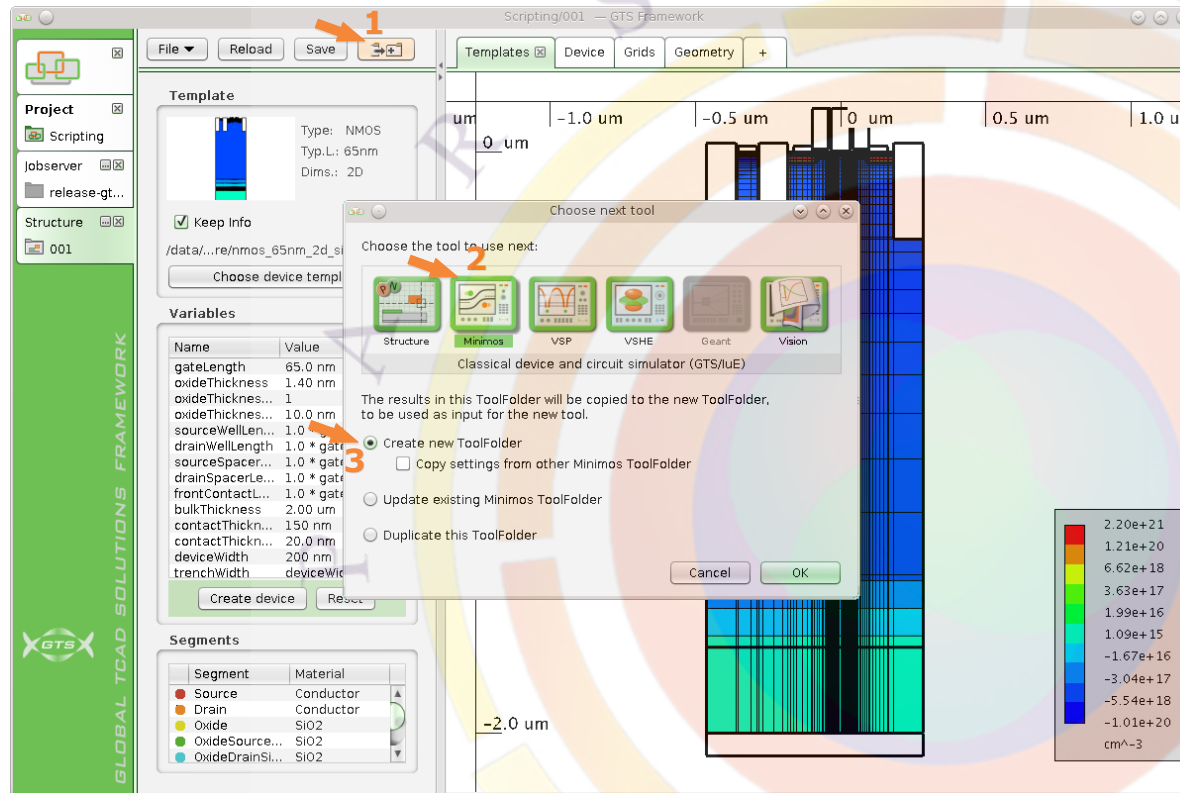 Scripting/001 — GTS Framework
1
File Reload Save
Templates Device Grids Geometry +
Project
Scripting
Jobserver
release-gt...
Structure
001
GLOBAL TCAD SOLUTIONS FRAMEWORK
GTS
Template
Type: NMOS
Typ.L.: 65nm
Dims.: 2D
Keep Info
/data/...re/nmos_65nm_2d_si
Choose device templ
Variables
Name Value
gateLength 65.0 nm
oxideThickness 1.40 nm
oxideThicknes... 1
oxideThicknes... 10.0 nm
sourceWellLen... 1.0 *
drainWellLength 1.0 * gate
sourceSpacer... 1.0 * gate
drainSpacerLe... 1.0 * gate
frontContactL... 1.0 * gate
bulkThickness 2.00 um
contactThickn... 150 nm
contactThickn... 20.0 nm
deviceWidth 200 nm
trenchWidth deviceWid
Create device Reset
Segments
Segment Material
Source Conductor
Drain Conductor
Oxide SiO2
OxideSource... SiO2
OxideDrainSi... SiO2
um −1.0 um −0.5 um 0 um 0.5 um 1.0 u
0 um
−2.0 um
Choose next tool
Choose the tool to use next:
2
P N
Structure Minimos VSP VSHE Geant Vision
Classical device and circuit simulator (GTS/IuE)
The results in this ToolFolder will be copied to the new ToolFolder,
to be used as input for the new tool.
3
Create new ToolFolder
Copy settings from other Minimos ToolFolder
Update existing Minimos ToolFolder
Duplicate this ToolFolder
Cancel OK
2.20e+21
1.21e+20
6.62e+18
3.63e+17
1.99e+16
1.09e+15
−1.67e+16
−3.04e+17
−5.54e+18
−1.01e+20
cm^−3
P A R S